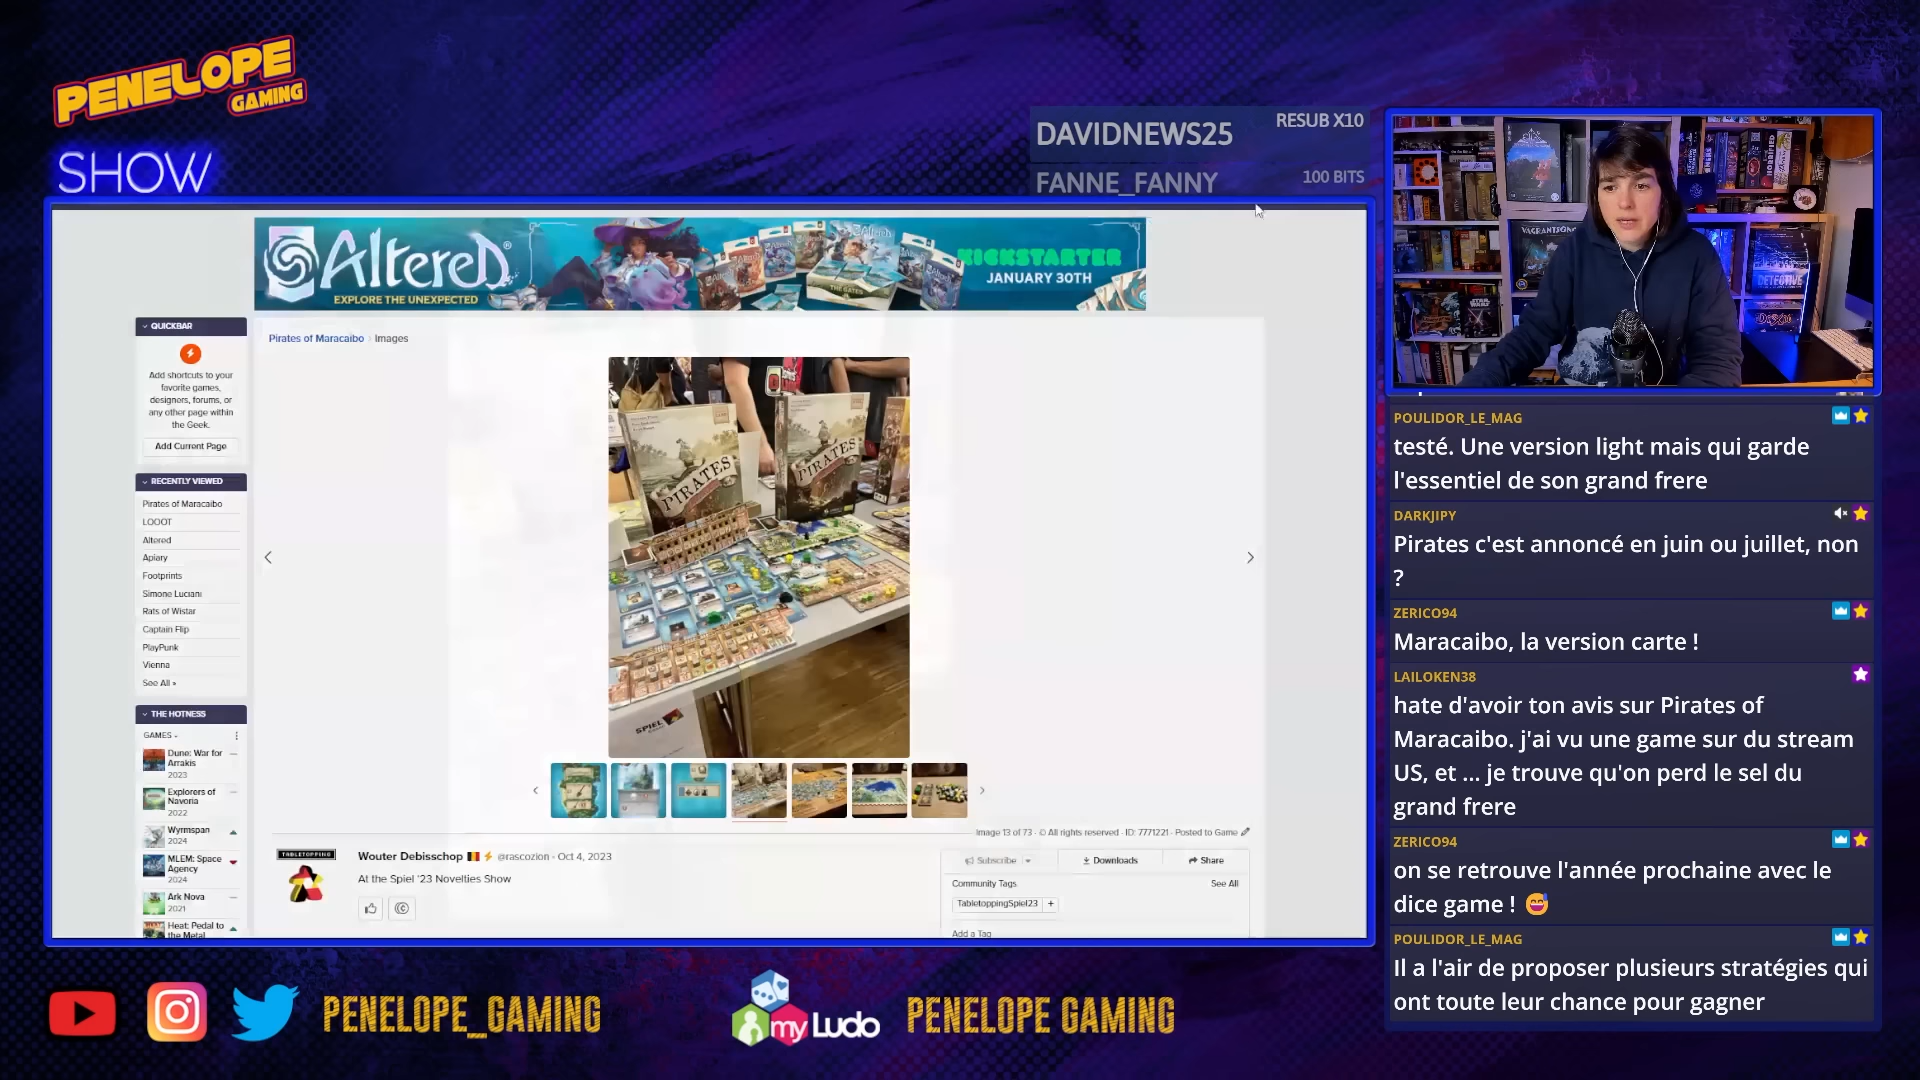 PENELOPE
GAMING
SHOW
DAVIDNEWS25
RESUB X10
FANNE_FANNY
100 BITS
AltereD
EXPLORE THE UNEXPECTED
KICKSTARTER
JANUARY 30TH
QUICKBAR
Add shortcuts to your
favorite games,
designers, forums, or
any other page within
the Geek.
Add Current Page
RECENTLY VIEWED
Pirates of Maracaibo
LOOOT
Altered
Apiary
Footprints
Simone Luciani
Rats of Wistar
Captain Flip
PlayPunk
Vienna
See All »
THE HOTNESS
GAMES
Dune: War for
Arrakis
2023
Explorers of
Navoria
2022
Wyrmspan
2024
MLEM: Space
Agency
2024
Ark Nova
2021
Heat: Pedal to
the Metal
Pirates of Maracaibo › Images
PIRATES
PIRATES
SPIEL
Image 13 of 73 · © All rights reserved · ID: 7771221 · Posted to Game
TABLETOPPING
Wouter Debisschop @rascozion · Oct 4, 2023
At the Spiel '23 Novelties Show
Subscribe
Downloads
Share
Community Tags
See All
TabletoppingSpiel23 +
Add a Tag
VAGRANTSONG
STAR WARS
DETECTIVE
POULIDOR_LE_MAG
testé. Une version light mais qui garde
l'essentiel de son grand frere
DARKJIPY
Pirates c'est annoncé en juin ou juillet, non
?
ZERICO94
Maracaibo, la version carte !
LAILOKEN38
hate d'avoir ton avis sur Pirates of
Maracaibo. j'ai vu une game sur du stream
US, et ... je trouve qu'on perd le sel du
grand frere
ZERICO94
on se retrouve l'année prochaine avec le
dice game ! 😅
POULIDOR_LE_MAG
Il a l'air de proposer plusieurs stratégies qui
ont toute leur chance pour gagner
PENELOPE_GAMING
myLudo
PENELOPE GAMING